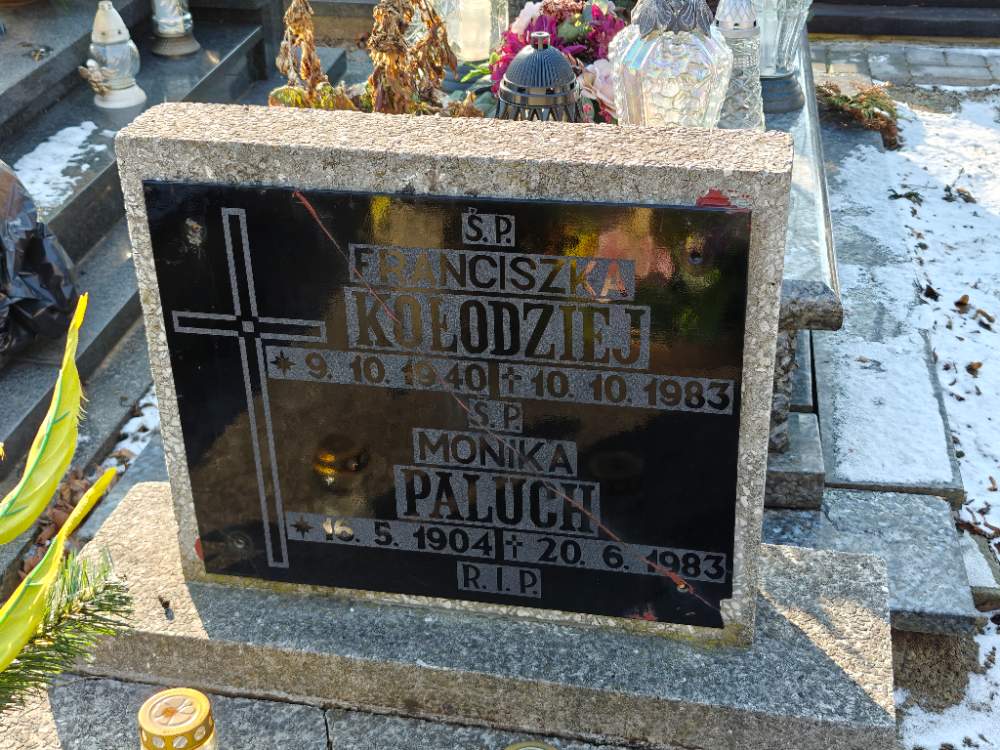 Ś.P.
FRANCISZKA
KOŁODZIEJ
* 9. 10. 1940 † 10. 10. 1983
Ś.P.
MONIKA
PALUCH
* 16. 5. 1904 † 20. 6. 1983
R.I.P.